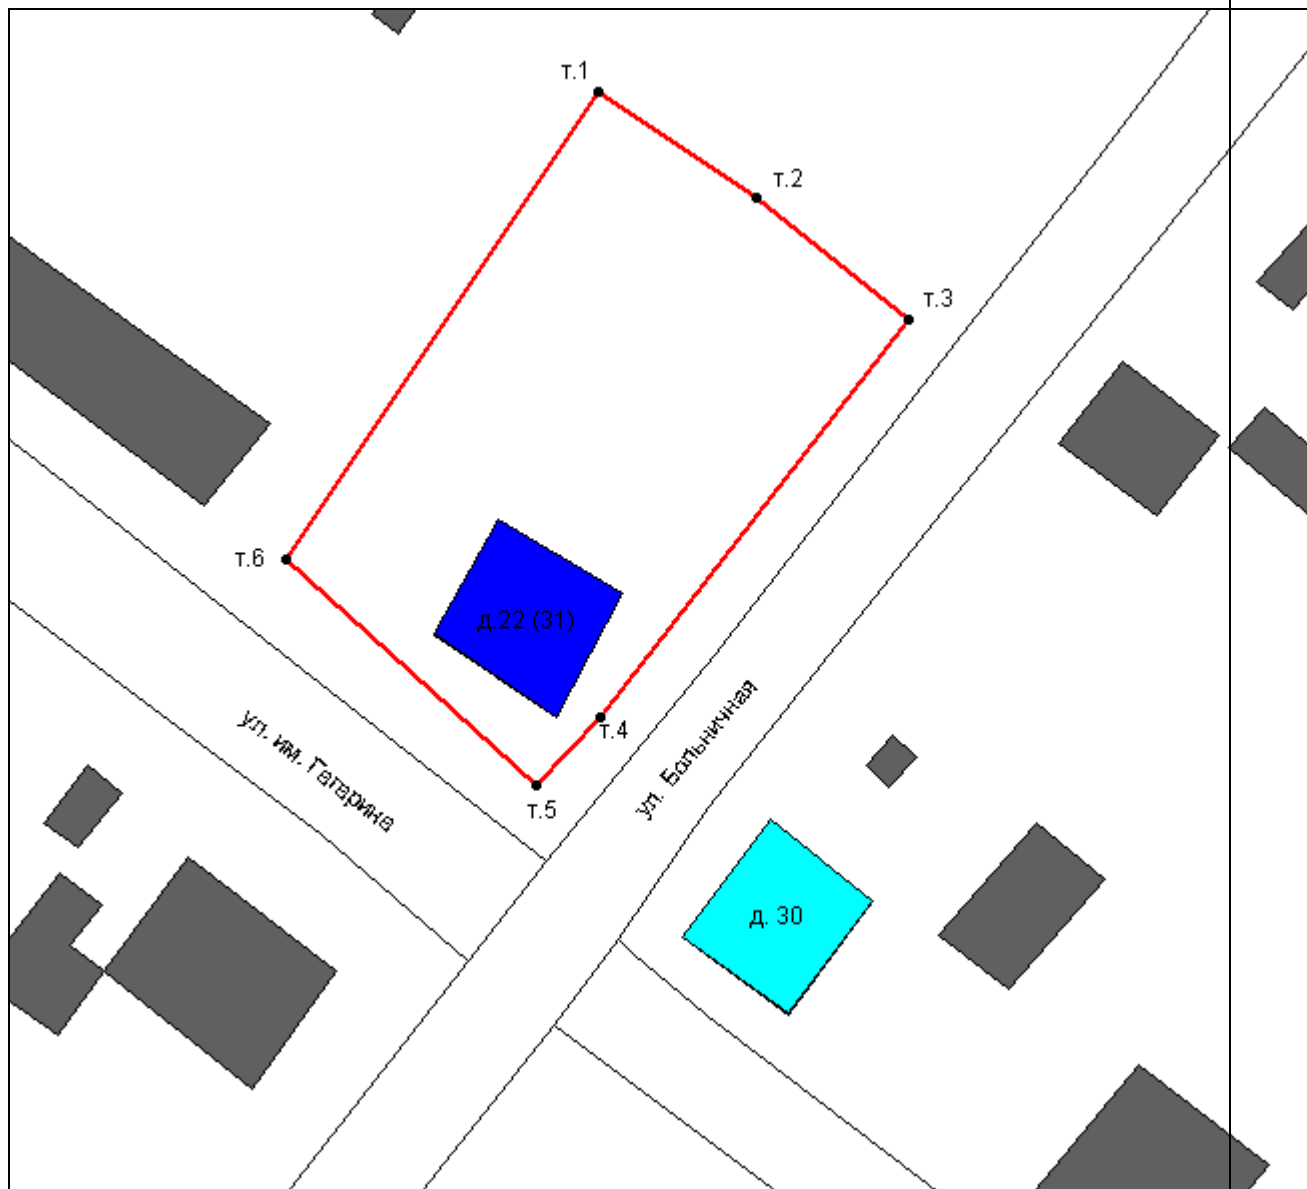 т.1
т.2
т.3
т.6
д.22 (31)
т.4
ул. Больничная
ул. им. Гагарина
т.5
д. 30